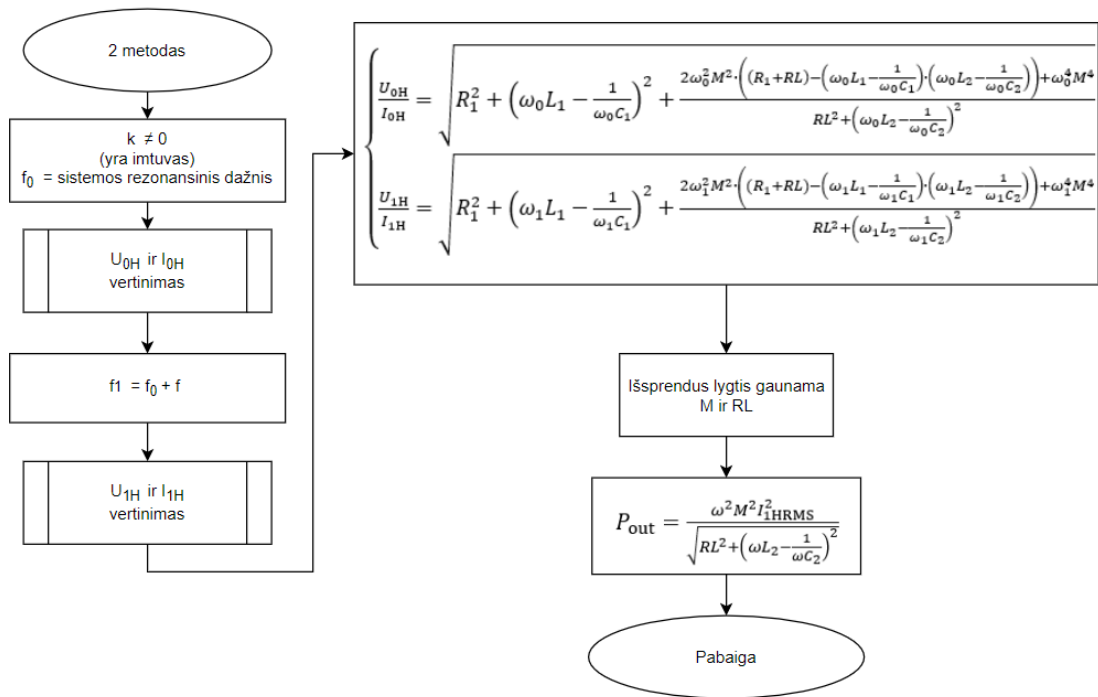 2 metodas
k ≠ 0
(yra imtuvas)
f₀ = sistemos rezonansinis dažnis
U₀H ir I₀H
vertinimas
f1 = f₀ + f
U₁H ir I₁H
vertinimas
U₀H/I₀H = √(R₁² + (ω₀L₁ − 1/(ω₀C₁))² + (2ω₀²M²·((R₁+RL)−(ω₀L₁−1/(ω₀C₁))·(ω₀L₂−1/(ω₀C₂)))+ω₀⁴M⁴)/(RL²+(ω₀L₂−1/(ω₀C₂))²))
U₁H/I₁H = √(R₁² + (ω₁L₁ − 1/(ω₁C₁))² + (2ω₁²M²·((R₁+RL)−(ω₁L₁−1/(ω₁C₁))·(ω₁L₂−1/(ω₁C₂)))+ω₁⁴M⁴)/(RL²+(ω₁L₂−1/(ω₁C₂))²))
Išsprendus lygtis gaunama
M ir RL
Pout = ω²M²I²₁HRMS/√(RL²+(ωL₂−1/(ωC₂))²)
Pabaiga